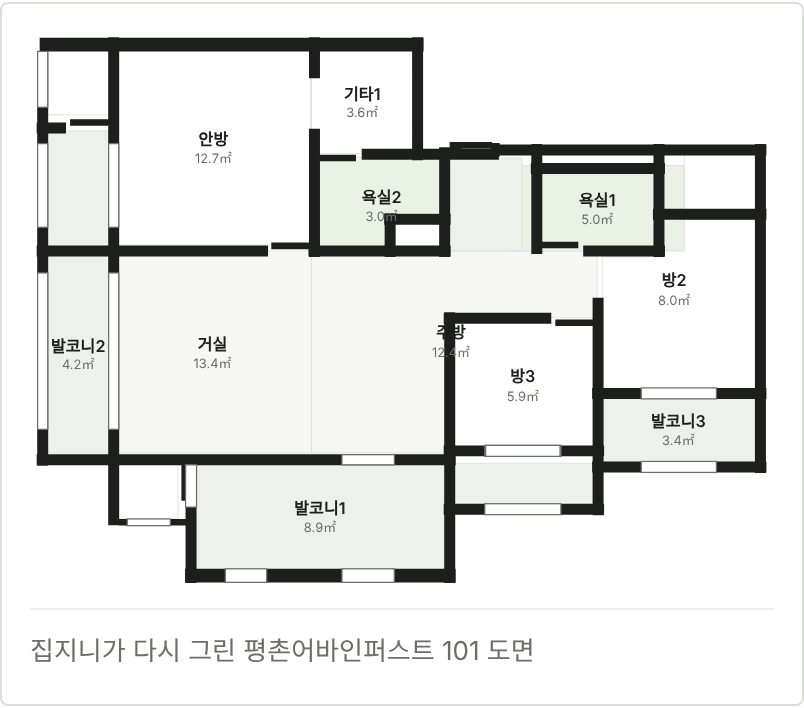 기타1
3.6㎡
안방
12.7㎡
욕실2
3.0㎡
욕실1
5.0㎡
방2
8.0㎡
주방
12.4㎡
거실
13.4㎡
발코니2
4.2㎡
방3
5.9㎡
발코니3
3.4㎡
발코니1
8.9㎡
집지니가 다시 그린 평촌어바인퍼스트 101 도면